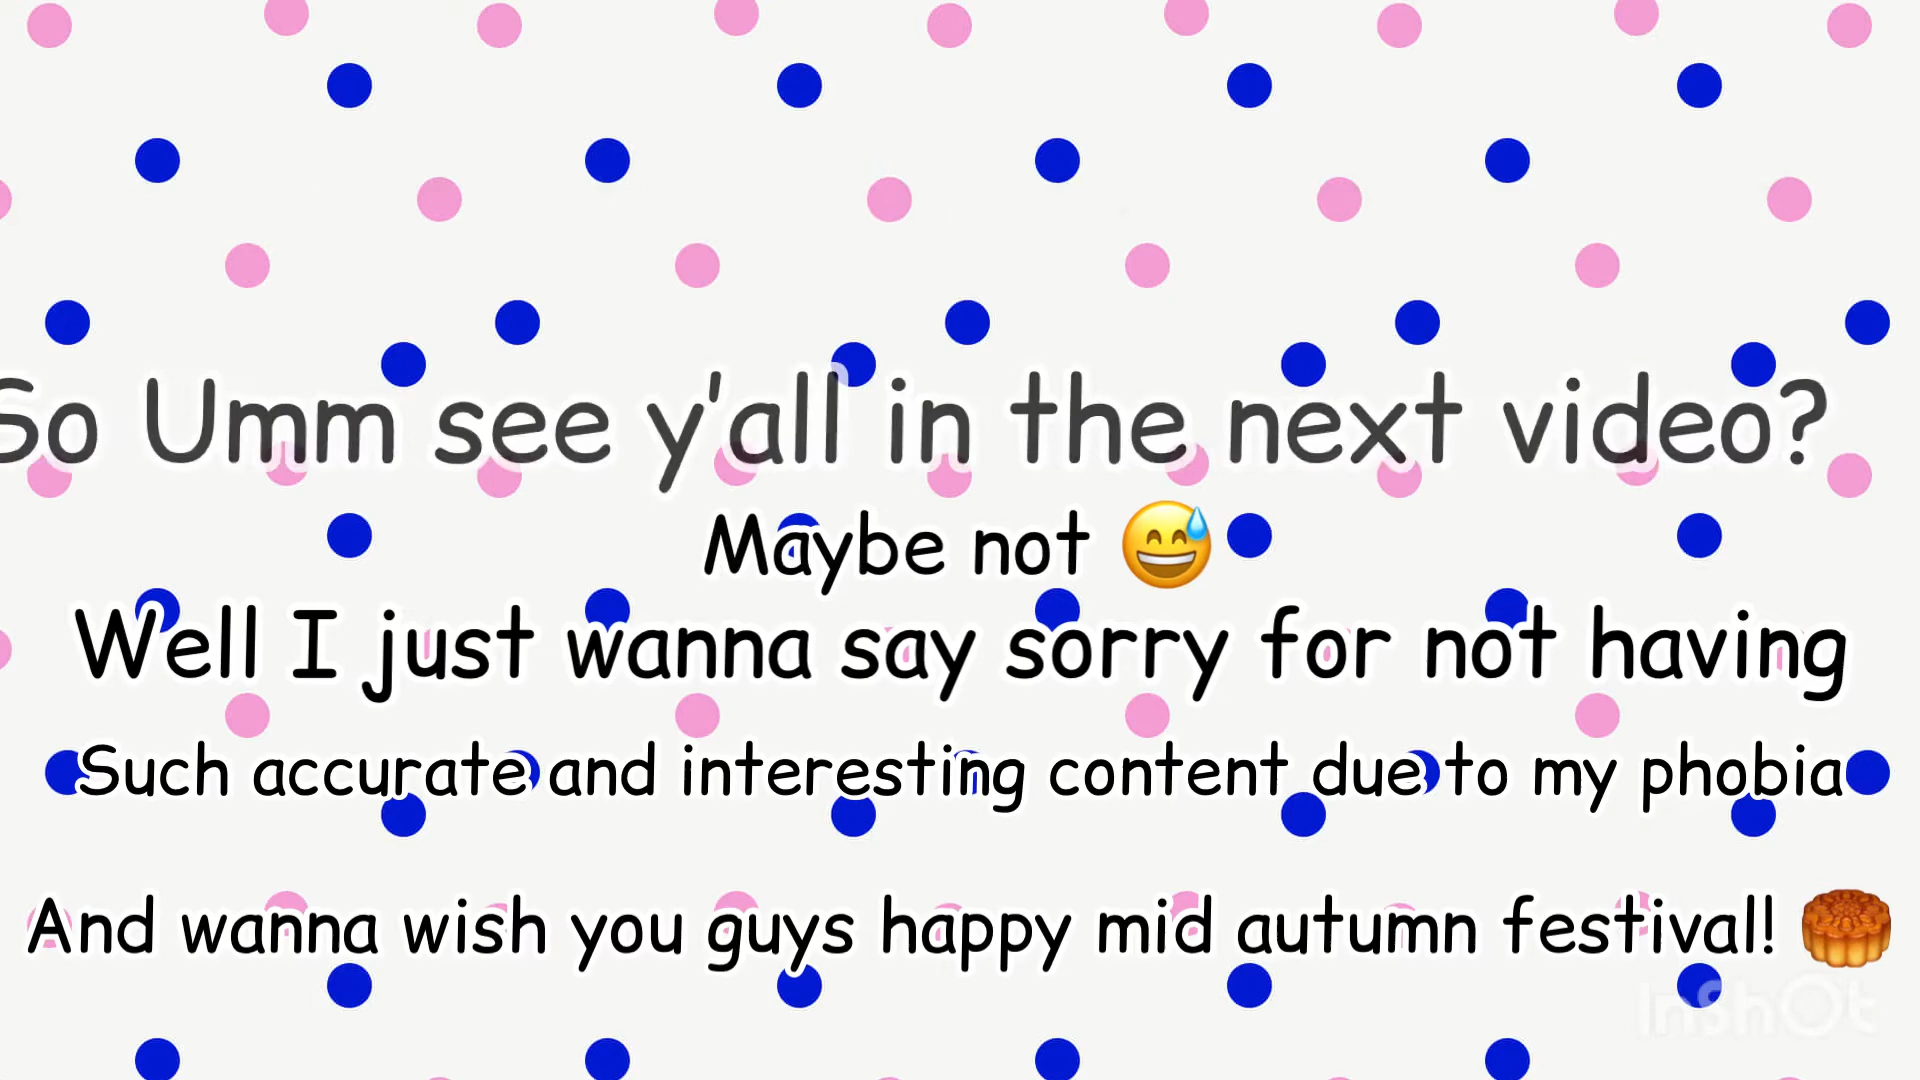 So Umm see y'all in the next video?
Maybe not 😅
Well I just wanna say sorry for not having
Such accurate and interesting content due to my phobia
And wanna wish you guys happy mid autumn festival! 🥮
InShOt